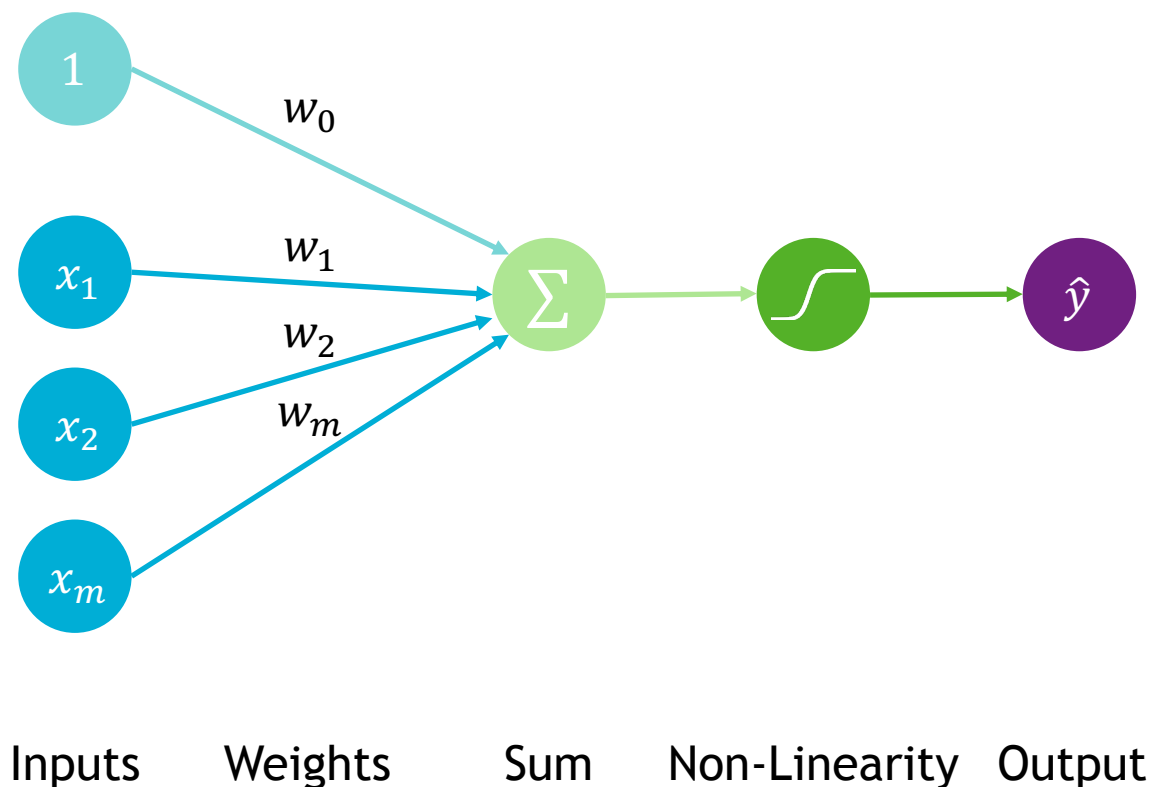 1
w₀
x₁
w₁
Σ
ŷ
w₂
x₂
wₘ
xₘ
Inputs Weights Sum Non-Linearity Output